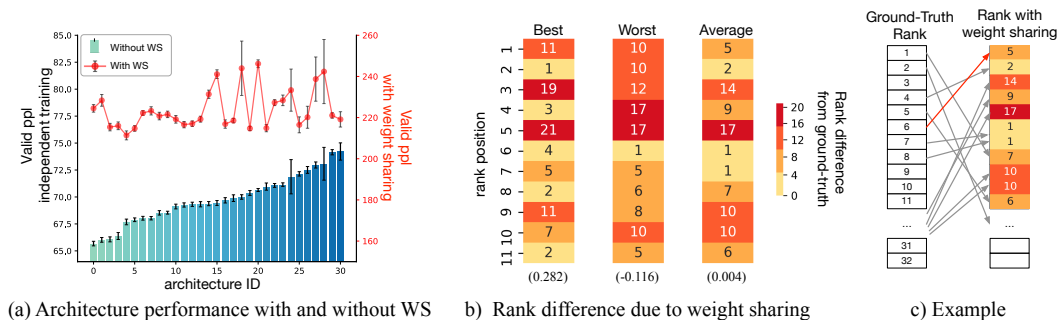 Without WS
With WS
85,0
82,5
80,0
77,5
75,0
72,5
70,0
67,5
65,0
Valid ppl
independent training
260
240
220
200
180
160
Valid ppl
with weight sharing
0 5 10 15 20 25 30
architecture ID
(a) Architecture performance with and without WS
Best Worst Average
rank position
1 11 10 5
2 1 10 2
3 19 12 14
4 3 17 9
5 21 17 17
6 4 1 1
7 5 5 1
8 2 6 7
9 11 8 10
10 7 10 10
11 2 5 6
(0.282) (-0.116) (0.004)
20
16
12
8
4
0
Rank difference
from ground-truth
b) Rank difference due to weight sharing
Ground-Truth
Rank
Rank with
weight sharing
1 5
2 2
3 14
4 9
5 17
6 1
7 1
8 7
9 10
10 10
11 6
... ...
31
32
c) Example